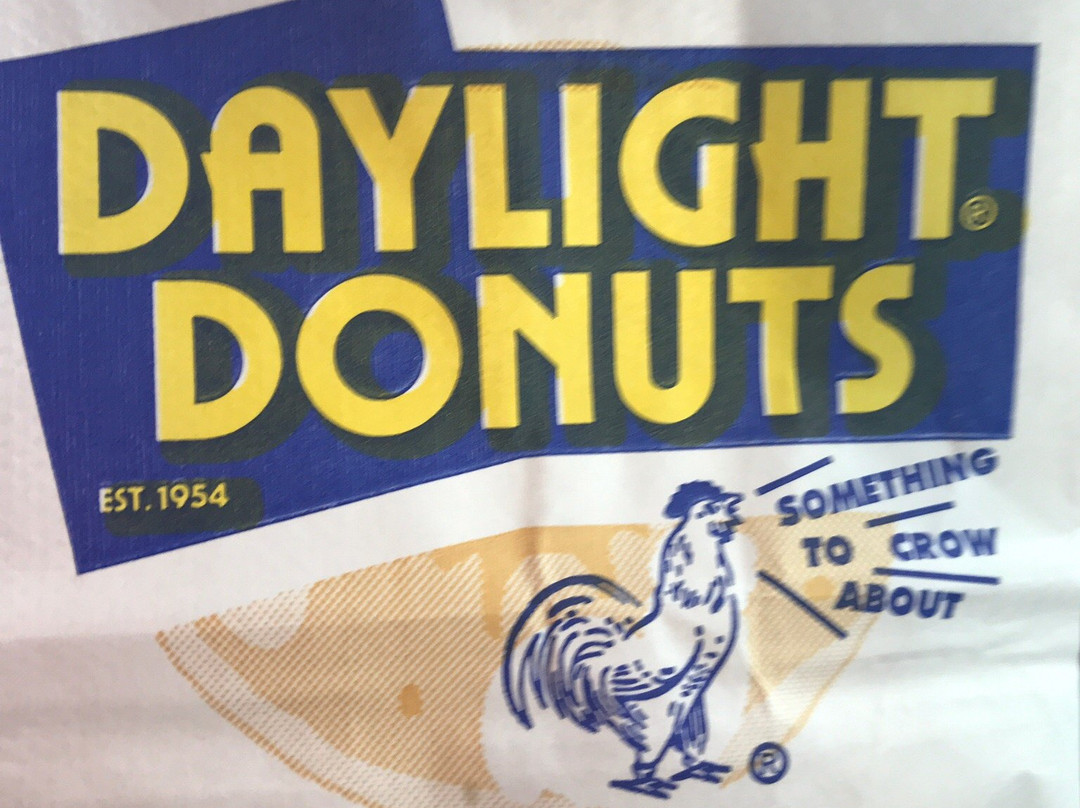 DAYLIGHT®
DONUTS
EST. 1954
SOMETHING
TO CROW
ABOUT
®